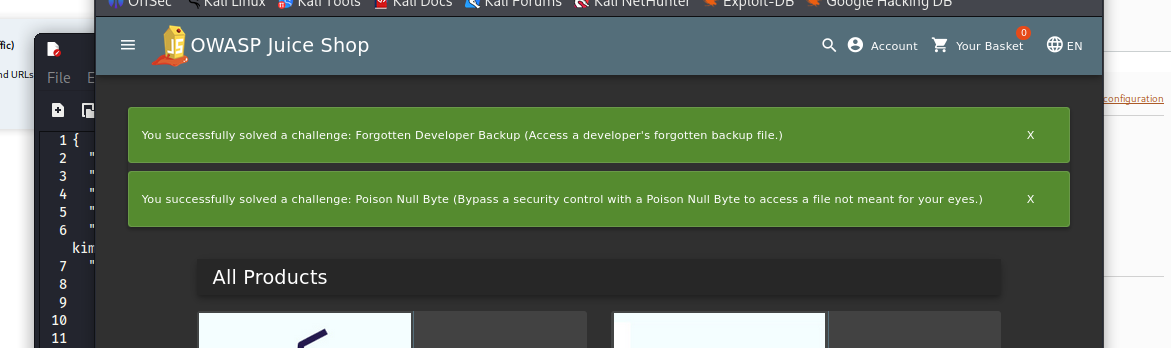 OffSec
Kali Linux
Kali Tools
Kali Docs
Kali Forums
Kali NetHunter
Exploit-DB
Google Hacking DB
OWASP Juice Shop
Account
Your Basket
0
EN
fic)
nd URLs
File
E
configuration
You successfully solved a challenge: Forgotten Developer Backup (Access a developer's forgotten backup file.)
X
You successfully solved a challenge: Poison Null Byte (Bypass a security control with a Poison Null Byte to access a file not meant for your eyes.)
X
1 {
2 "
3 "
4 "
5 "
6 "
kim
7 "
8
9
10
11
All Products